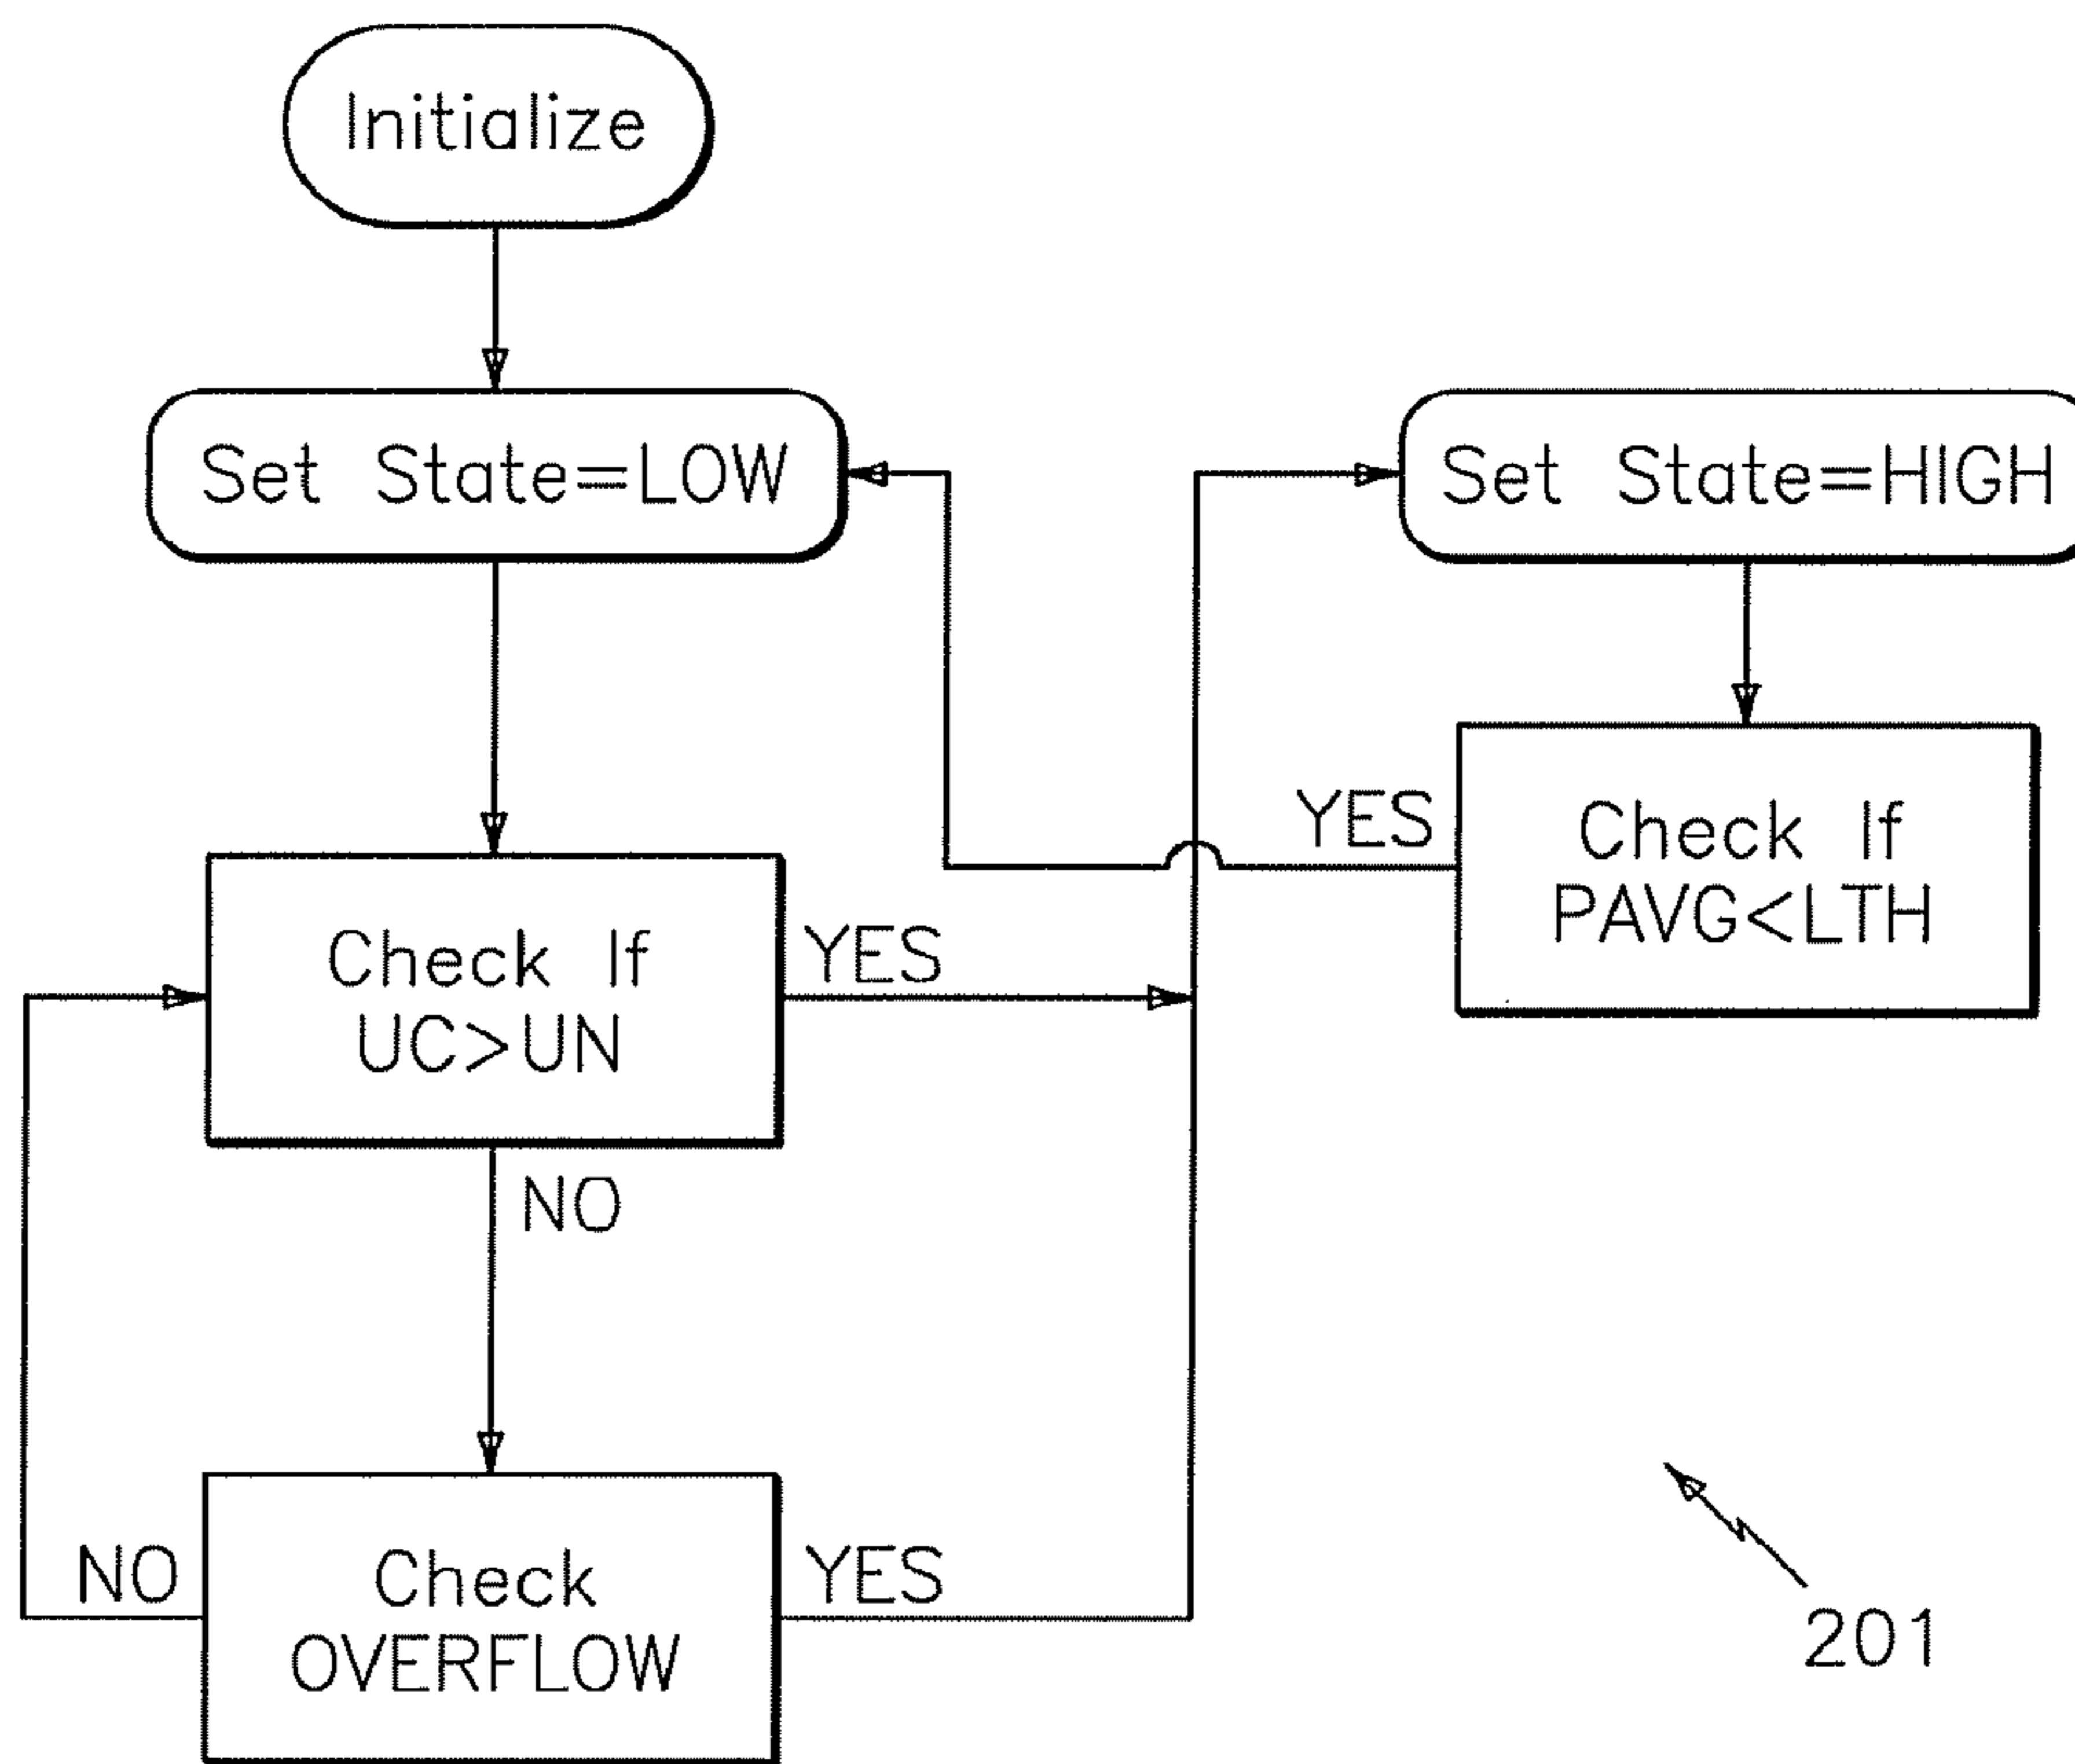 Initialize
Set State=LOW
Set State=HIGH
YES
Check If
PAVG<LTH
Check If
UC>UN
YES
NO
NO
Check
OVERFLOW
YES
201